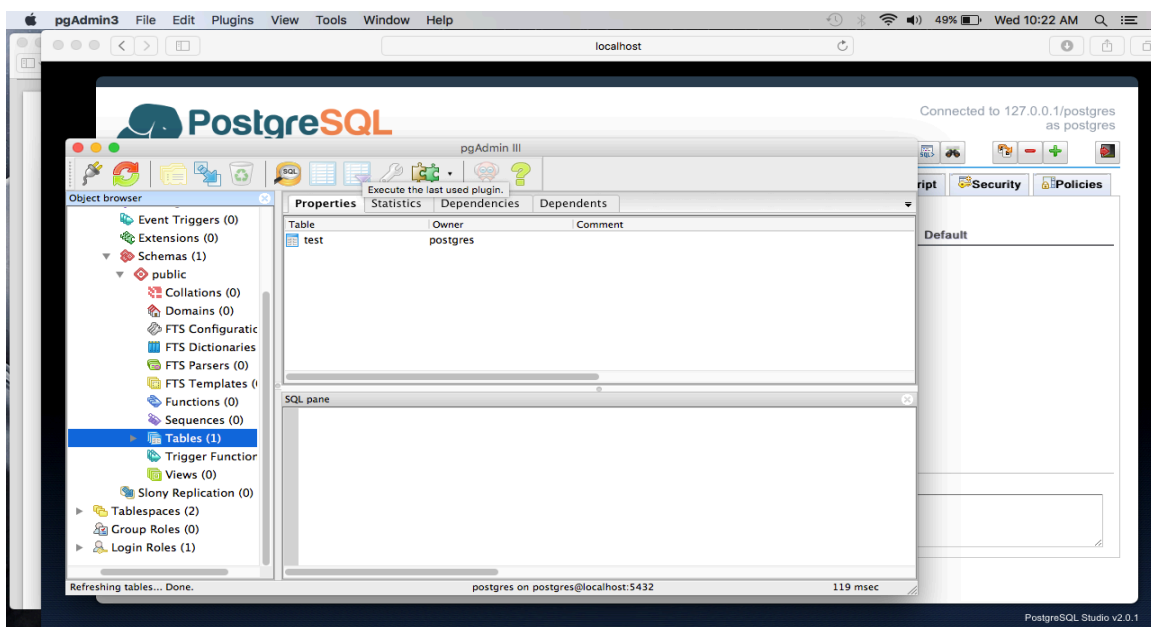 pgAdmin3 File Edit Plugins View Tools Window Help 49% Wed 10:22 AM
localhost
PostgreSQL
Connected to 127.0.0.1/postgres
as postgres
pgAdmin III
SQL
Execute the last used plugin.
ript Security Policies
Object browser
Properties Statistics Dependencies Dependents
Table Owner Comment
test postgres
Default
Event Triggers (0)
Extensions (0)
Schemas (1)
public
Collations (0)
Domains (0)
FTS Configuratic
FTS Dictionaries
FTS Parsers (0)
FTS Templates (
Functions (0)
Sequences (0)
Tables (1)
Trigger Function
Views (0)
Slony Replication (0)
Tablespaces (2)
Group Roles (0)
Login Roles (1)
SQL pane
Refreshing tables... Done. postgres on postgres@localhost:5432 119 msec
PostgreSQL Studio v2.0.1